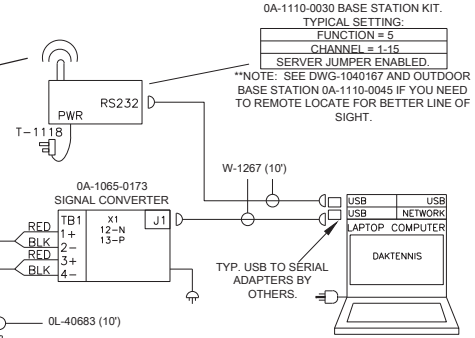 0A-1110-0030 BASE STATION KIT.
TYPICAL SETTING:
FUNCTION = 5
CHANNEL = 1-15
SERVER JUMPER ENABLED.
**NOTE: SEE DWG-1040167 AND OUTDOOR
BASE STATION 0A-1110-0045 IF YOU NEED
TO REMOTE LOCATE FOR BETTER LINE OF
SIGHT.
RS232
PWR
T-1118
W-1267 (10')
0A-1065-0173
SIGNAL CONVERTER
TB1 X1 J1
12-N
13-P
RED 1+
BLK 2-
RED 3+
BLK 4-
USB USB
USB NETWORK
LAPTOP COMPUTER
DAKTENNIS
TYP. USB TO SERIAL
ADAPTERS BY
OTHERS.
0L-40683 (10')